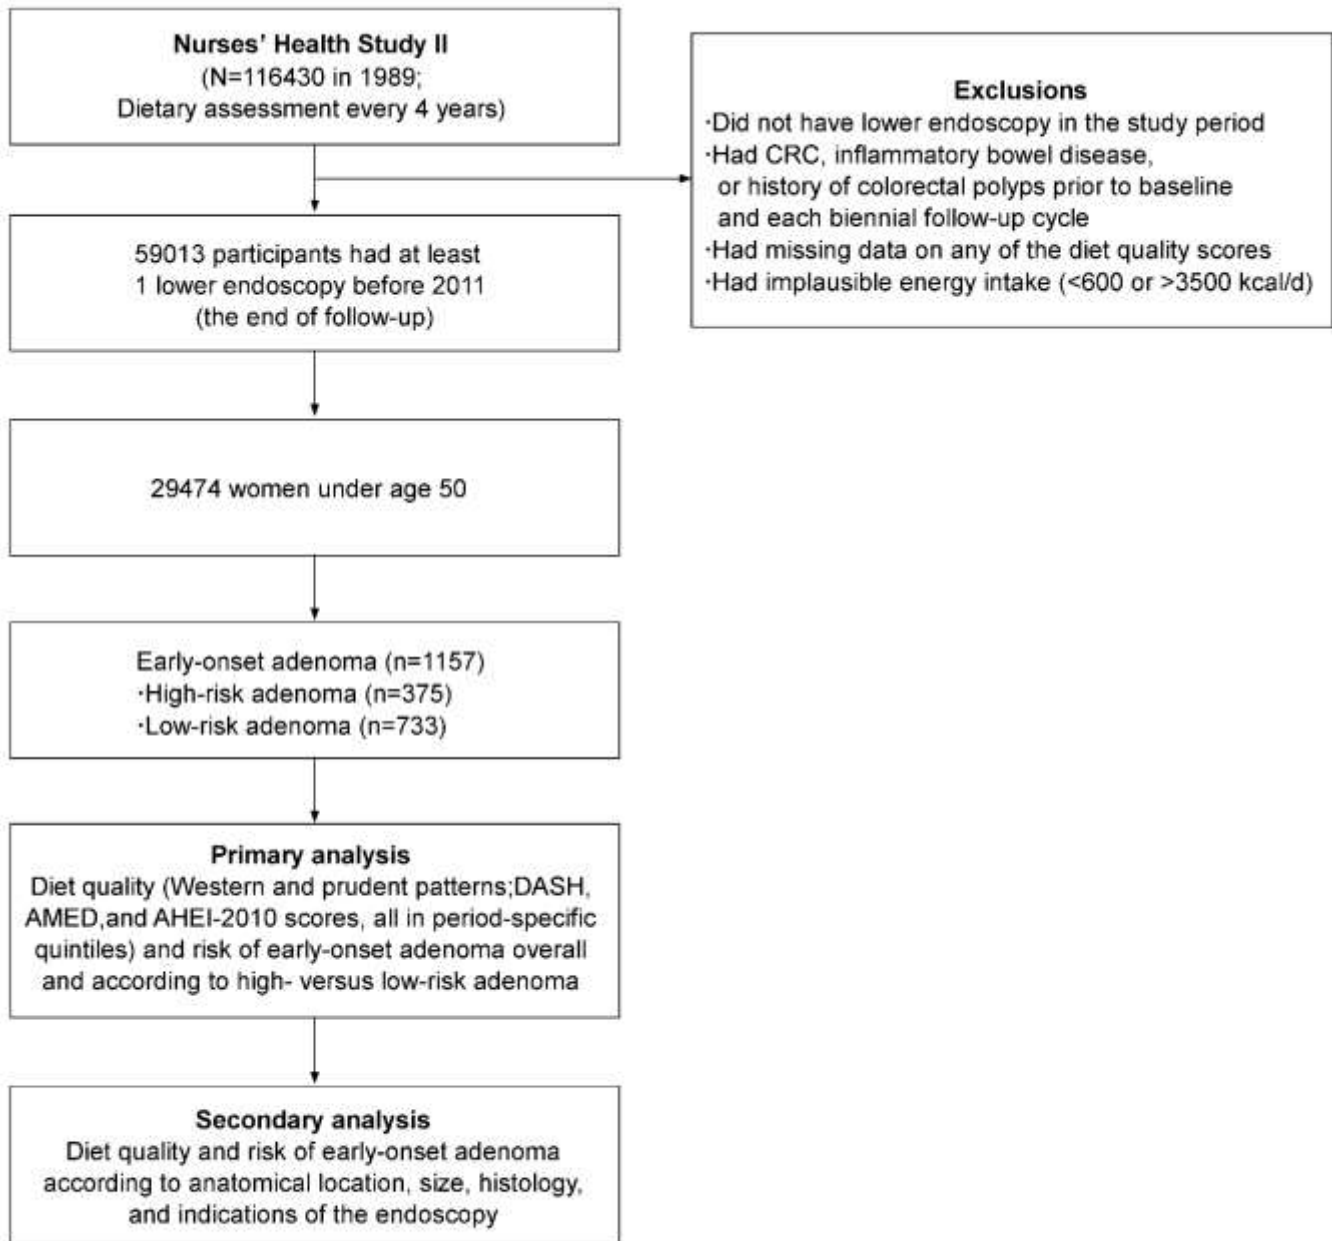 Nurses’ Health Study II
(N=116430 in 1989;
Dietary assessment every 4 years)
Exclusions
·Did not have lower endoscopy in the study period
·Had CRC, inflammatory bowel disease,
or history of colorectal polyps prior to baseline
and each biennial follow-up cycle
·Had missing data on any of the diet quality scores
·Had implausible energy intake (<600 or >3500 kcal/d)
59013 participants had at least
1 lower endoscopy before 2011
(the end of follow-up)
29474 women under age 50
Early-onset adenoma (n=1157)
·High-risk adenoma (n=375)
·Low-risk adenoma (n=733)
Primary analysis
Diet quality (Western and prudent patterns;DASH,
AMED,and AHEI-2010 scores, all in period-specific
quintiles) and risk of early-onset adenoma overall
and according to high- versus low-risk adenoma
Secondary analysis
Diet quality and risk of early-onset adenoma
according to anatomical location, size, histology,
and indications of the endoscopy